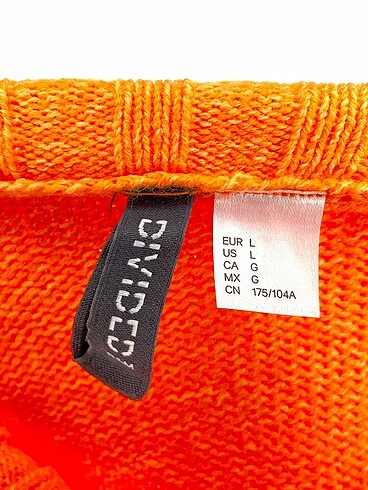 DIVIDED
EUR L
US L
CA G
MX G
CN 175/104A